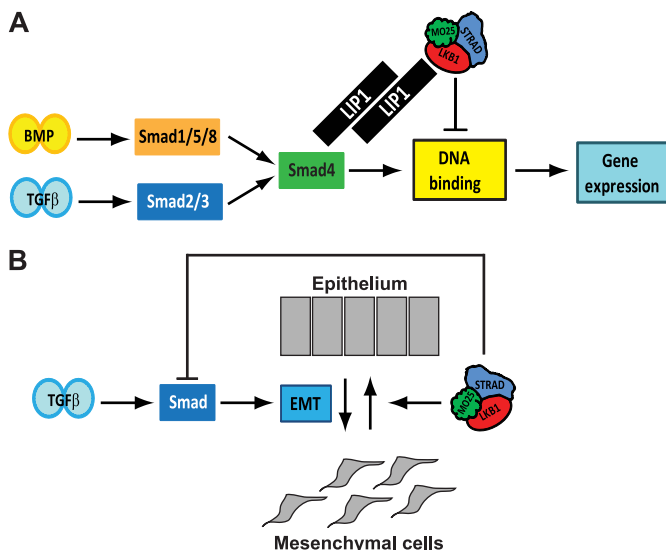 A
MO25
STRAD
LKB1
LIP1
LIP1
BMP
Smad1/5/8
Smad4
DNA
binding
Gene
expression
TGFβ
Smad2/3
B
Epithelium
TGFβ
Smad
EMT
STRAD
MO25
LKB1
Mesenchymal cells